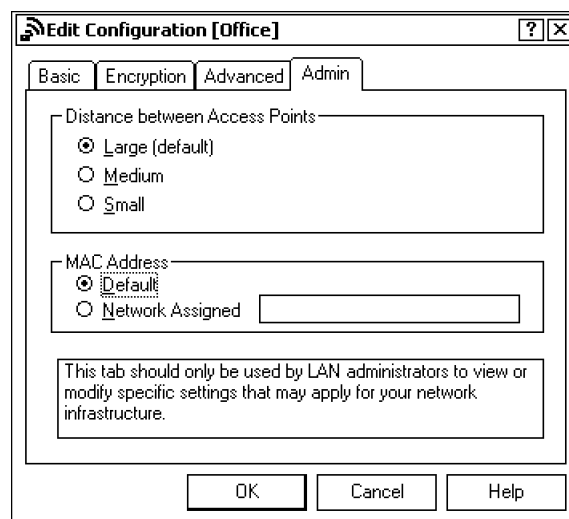 Edit Configuration [Office]
Basic Encryption Advanced Admin
Distance between Access Points
Large (default)
Medium
Small
MAC Address
Default
Network Assigned
This tab should only be used by LAN administrators to view or
modify specific settings that may apply for your network
infrastructure.
OK Cancel Help